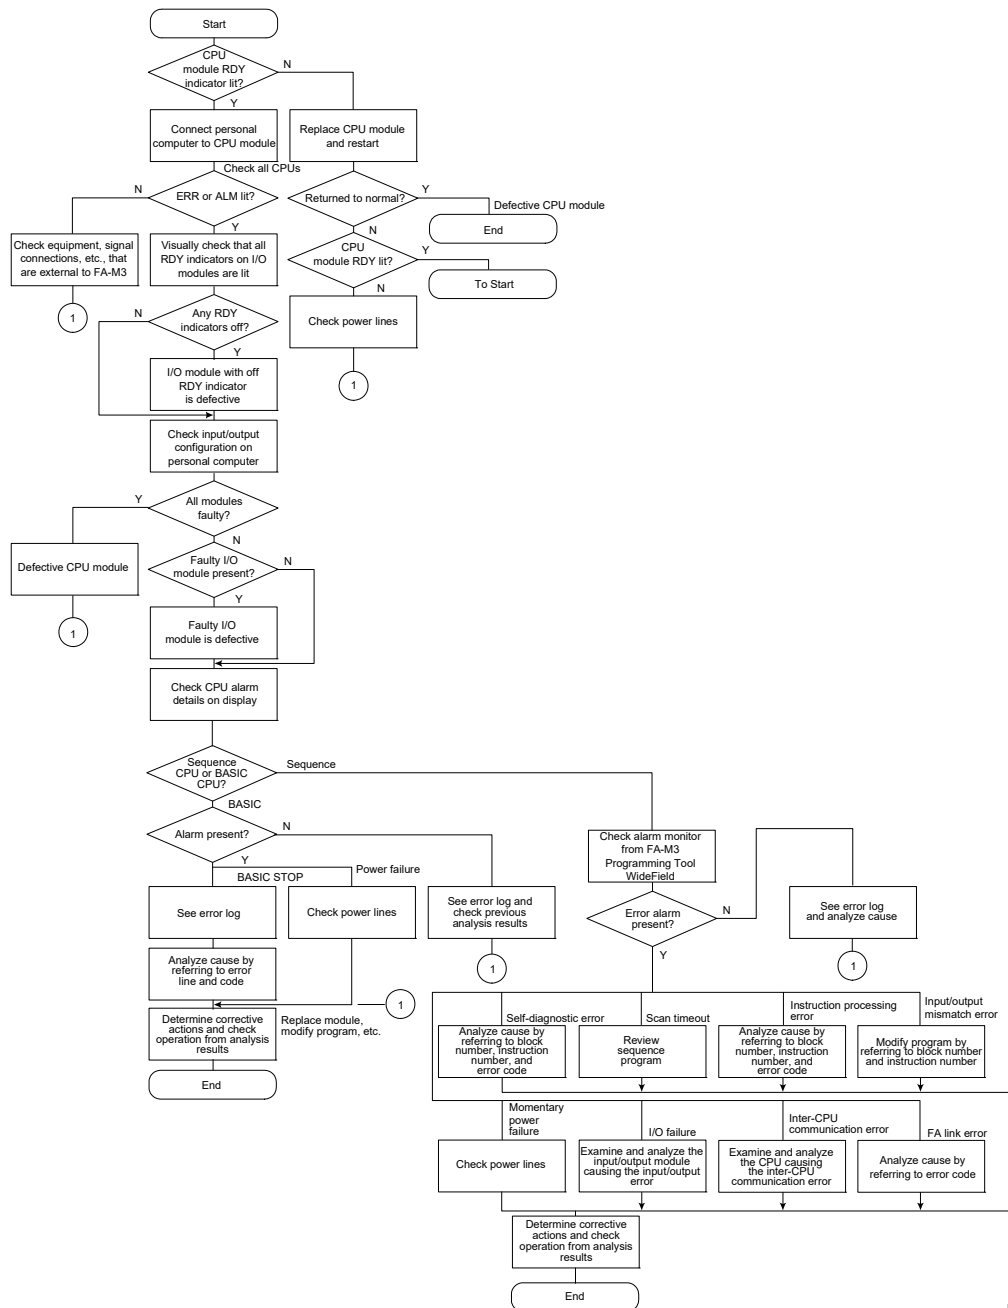 Start
CPU
module RDY
indicator lit?
N
Y
Connect personal
computer to CPU module
Replace CPU module
and restart
Check all CPUs
N
ERR or ALM lit?
Y
Returned to normal?
Y
Defective CPU module
N
End
Check equipment, signal
connections, etc., that
are external to FA-M3
Visually check that all
RDY indicators on I/O
modules are lit
CPU
module RDY lit?
Y
N
To Start
1
N
Any RDY
indicators off?
Y
Check power lines
1
I/O module with off
RDY indicator
is defective
Check input/output
configuration on
personal computer
Y
All modules
faulty?
N
Defective CPU module
Faulty I/O
module present?
N
Y
1
Faulty I/O
module is defective
Check CPU alarm
details on display
Sequence
CPU or BASIC
CPU?
Sequence
BASIC
Alarm present?
N
Y
BASIC STOP
Power failure
Check alarm monitor
from FA-M3
Programming Tool
WideField
See error log
Check power lines
See error log and
check previous
analysis results
Error alarm
present?
N
Y
See error log
and analyze cause
1
1
Analyze cause by
referring to error
line and code
1
Determine corrective
actions and check
operation from analysis
results
Replace module,
modify program, etc.
End
Self-diagnostic error
Scan timeout
Instruction processing
error
Input/output
mismatch error
Analyze cause by
referring to block
number, instruction
number, and
error code
Review
sequence
program
Analyze cause by
referring to block
number, instruction
number, and
error code
Modify program by
referring to block number
and instruction number
Momentary
power
failure
I/O failure
Inter-CPU
communication error
FA link error
Check power lines
Examine and analyze the
input/output module
causing the input/output
error
Examine and analyze
the CPU causing
the inter-CPU
communication error
Analyze cause by
referring to error code
Determine corrective
actions and check
operation from analysis
results
End